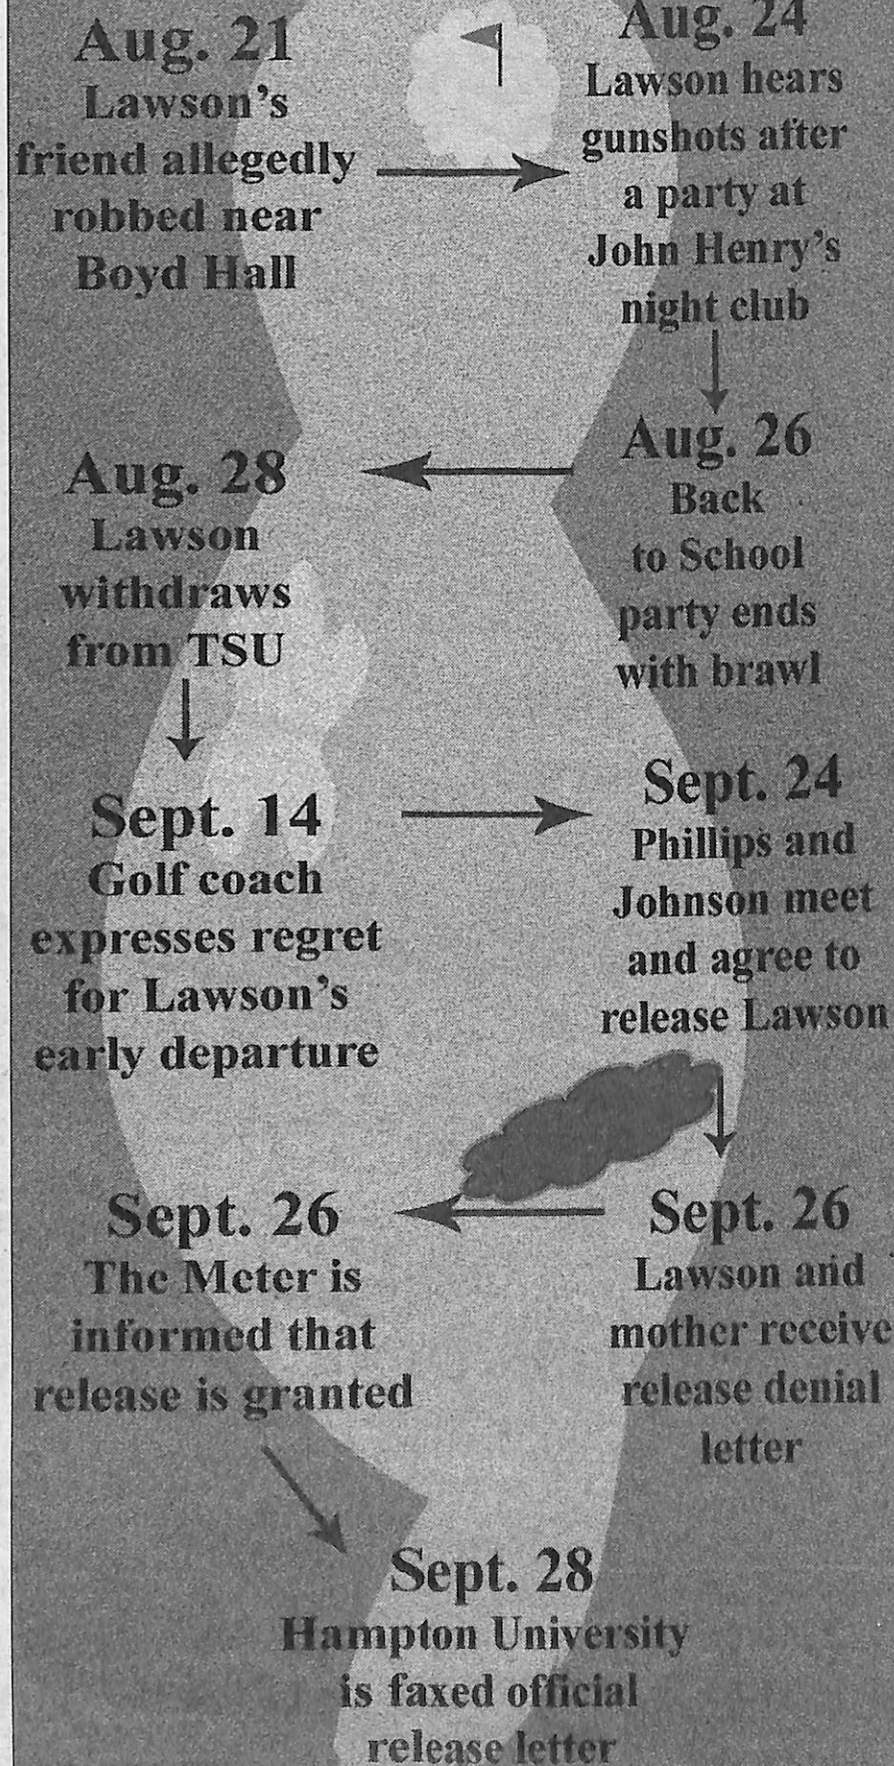 Aug. 21
Lawson's
friend allegedly
robbed near
Boyd Hall
Aug. 24
Lawson hears
gunshots after
a party at
John Henry's
night club
Aug. 26
Back
to School
party ends
with brawl
Aug. 28
Lawson
withdraws
from TSU
Sept. 14
Golf coach
expresses regret
for Lawson's
early departure
Sept. 24
Phillips and
Johnson meet
and agree to
release Lawson
Sept. 26
Lawson and
mother receive
release denial
letter
Sept. 26
The Meter is
informed that
release is granted
Sept. 28
Hampton University
is faxed official
release letter